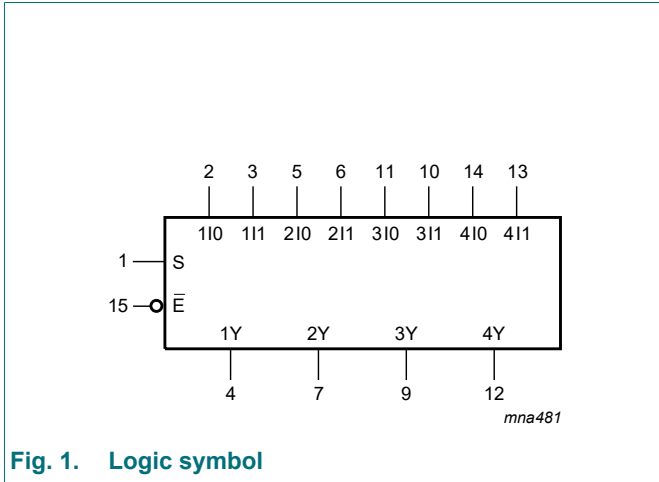 2 3 5 6 11 10 14 13
1I0 1I1 2I0 2I1 3I0 3I1 4I0 4I1
1 S
15 E̅
1Y 2Y 3Y 4Y
4 7 9 12
mna481
Fig. 1. Logic symbol